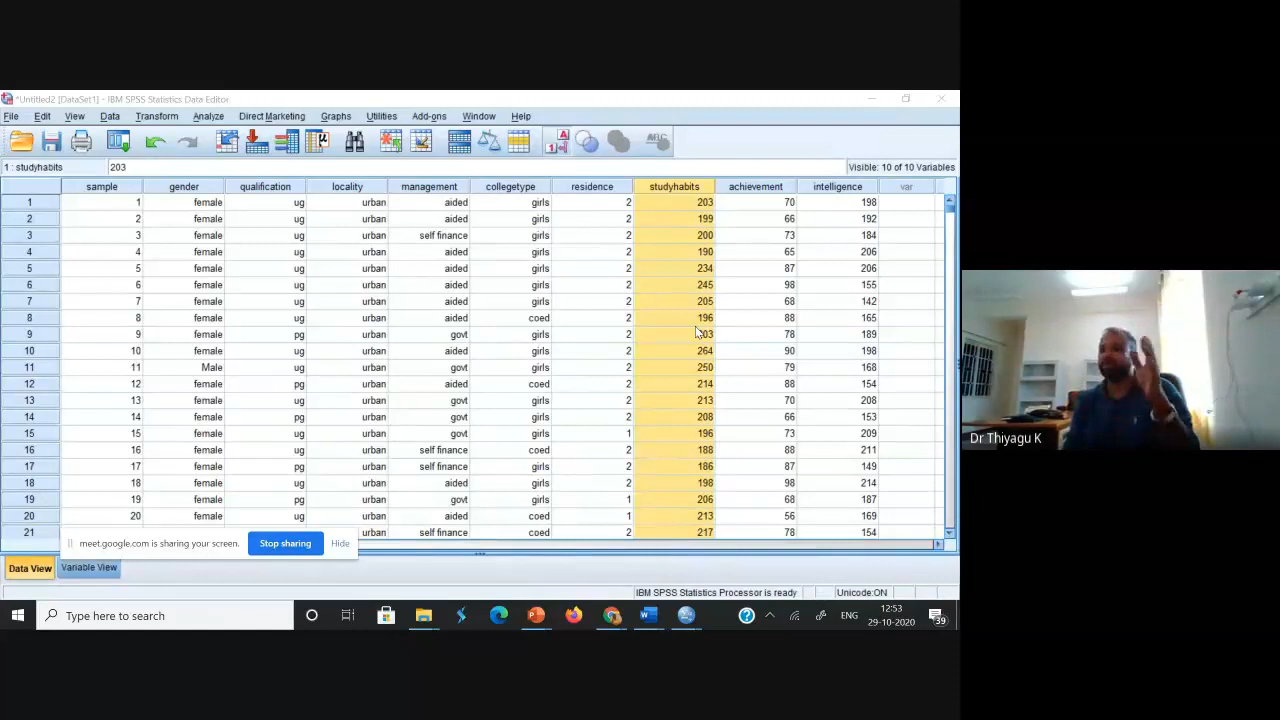 *Untitled2 [DataSet1] - IBM SPSS Statistics Data Editor
File Edit View Data Transform Analyze Direct Marketing Graphs Utilities Add-ons Window Help
1 : studyhabits 203 Visible: 10 of 10 Variables
sample gender qualification locality management collegetype residence studyhabits achievement intelligence var
1 1 female ug urban aided girls 2 203 70 198
2 2 female ug urban aided girls 2 199 66 192
3 3 female ug urban self finance girls 2 200 73 184
4 4 female ug urban aided girls 2 190 65 206
5 5 female ug urban aided girls 2 234 87 206
6 6 female ug urban aided girls 2 245 98 155
7 7 female ug urban aided girls 2 205 68 142
8 8 female ug urban aided coed 2 196 88 165
9 9 female pg urban govt girls 2 03 78 189
10 10 female ug urban aided girls 2 264 90 198
11 11 Male ug urban govt girls 2 250 79 168
12 12 female pg urban aided coed 2 214 88 154
13 13 female ug urban govt girls 2 213 70 208
14 14 female pg urban govt girls 2 208 66 153
15 15 female ug urban govt girls 1 196 73 209
16 16 female ug urban self finance coed 2 188 88 211
17 17 female pg urban self finance girls 2 186 87 149
18 18 female ug urban aided girls 2 198 98 214
19 19 female pg urban govt girls 1 206 68 187
20 20 female ug urban aided coed 1 213 56 169
21 urban self finance coed 2 217 78 154
meet.google.com is sharing your screen. Stop sharing Hide
Data View Variable View
IBM SPSS Statistics Processor is ready Unicode:ON
Type here to search
ENG
12:53
29-10-2020
39
Dr Thiyagu K